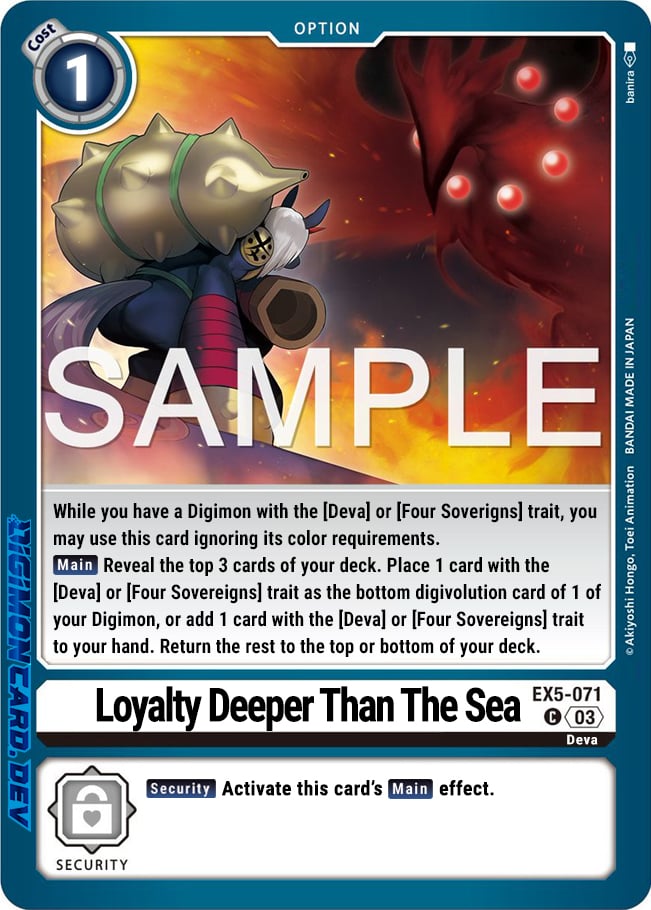 OPTION
Cost
1
banira
SAMPLE
While you have a Digimon with the [Deva] or [Four Soverigns] trait, you
may use this card ignoring its color requirements.
Main Reveal the top 3 cards of your deck. Place 1 card with the
[Deva] or [Four Sovereigns] trait as the bottom digivolution card of 1 of
your Digimon, or add 1 card with the [Deva] or [Four Sovereigns] trait
to your hand. Return the rest to the top or bottom of your deck.
© Akiyoshi Hongo, Toei Animation BANDAI MADE IN JAPAN
DIGIMONCARD.DEV
Loyalty Deeper Than The Sea
EX5-071
C 03
Deva
Security Activate this card's Main effect.
SECURITY